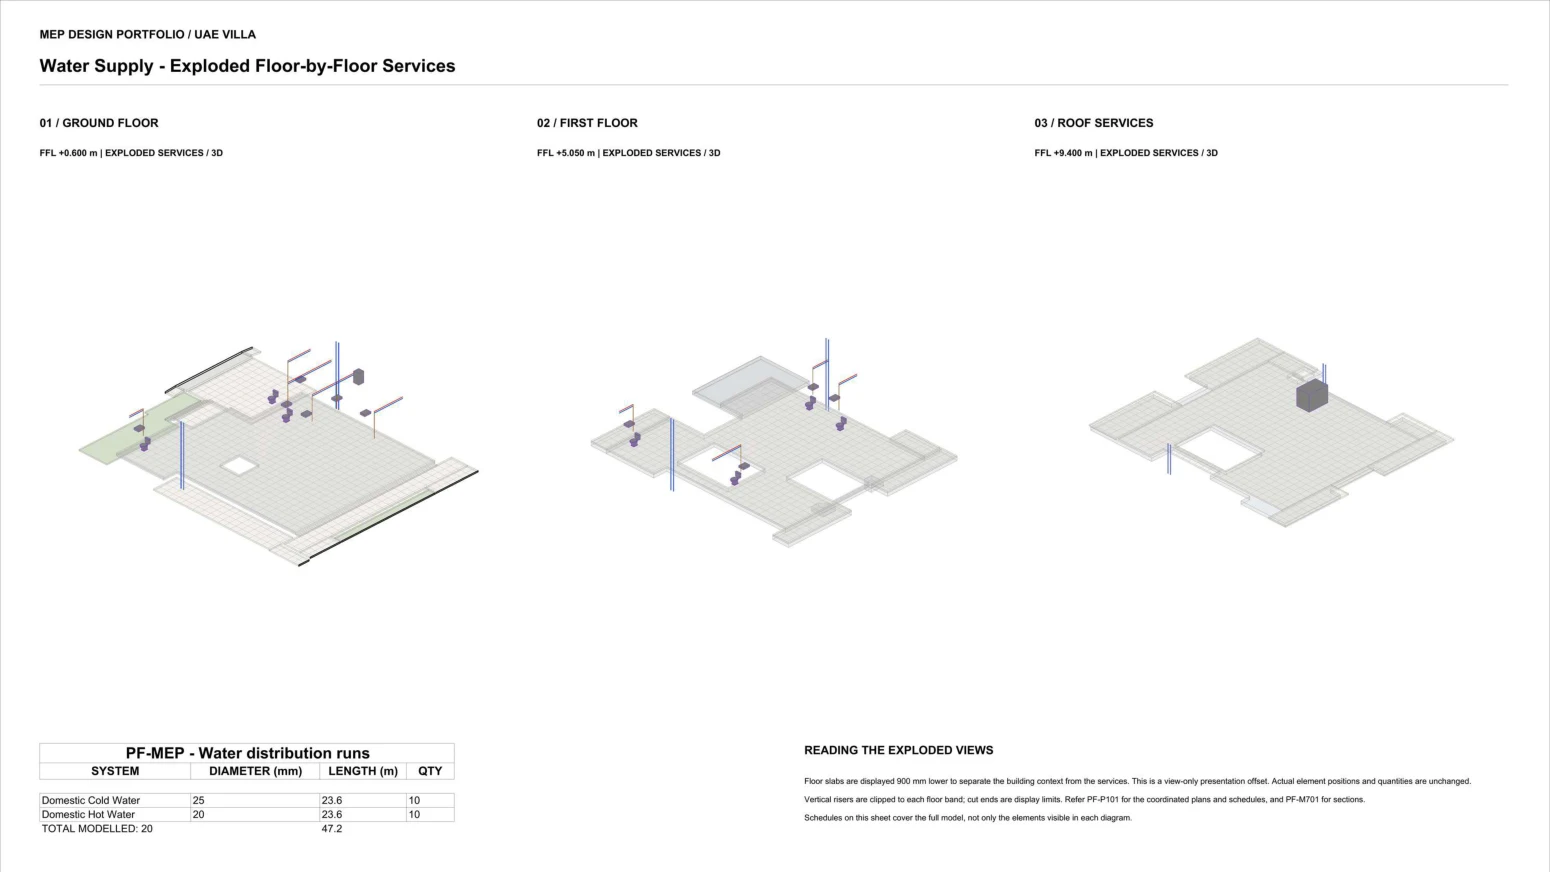 MEP DESIGN PORTFOLIO / UAE VILLA
Water Supply - Exploded Floor-by-Floor Services
01 / GROUND FLOOR
FFL +0.600 m | EXPLODED SERVICES / 3D
02 / FIRST FLOOR
FFL +5.050 m | EXPLODED SERVICES / 3D
03 / ROOF SERVICES
FFL +9.400 m | EXPLODED SERVICES / 3D
PF-MEP - Water distribution runs
SYSTEM DIAMETER (mm) LENGTH (m) QTY
Domestic Cold Water 25 23.6 10
Domestic Hot Water 20 23.6 10
TOTAL MODELLED: 20 47.2
READING THE EXPLODED VIEWS
Floor slabs are displayed 900 mm lower to separate the building context from the services. This is a view-only presentation offset. Actual element positions and quantities are unchanged.
Vertical risers are clipped to each floor band; cut ends are display limits. Refer PF-P101 for the coordinated plans and schedules, and PF-M701 for sections.
Schedules on this sheet cover the full model, not only the elements visible in each diagram.